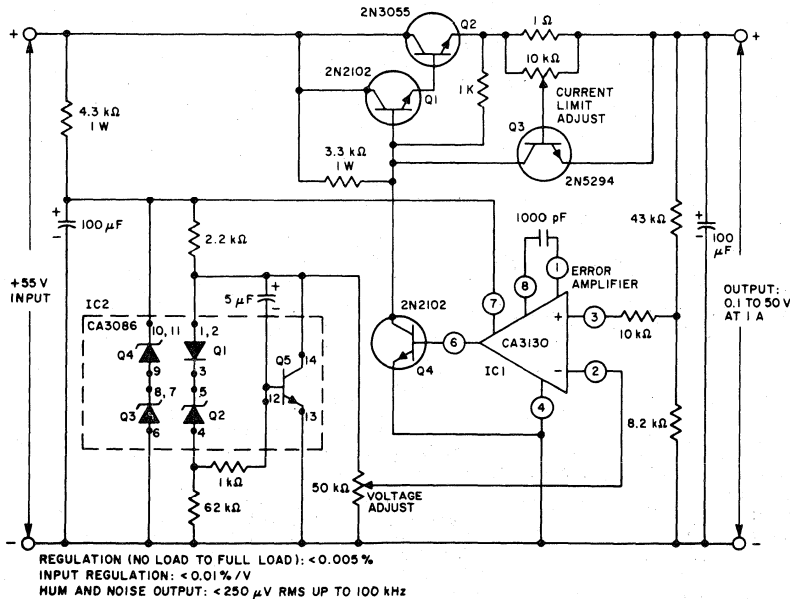 2N3055
Q2
1 Ω
+
+
10 kΩ
2N2102
Q1
1 K
CURRENT
LIMIT
ADJUST
4.3 kΩ
1 W
Q3
3.3 kΩ
1 W
2N5294
+
100 µF
−
2.2 kΩ
1000 pF
43 kΩ
+
100
µF
−
+55 V
INPUT
5 µF
+
−
8
1
ERROR
AMPLIFIER
OUTPUT:
0.1 TO 50 V
AT 1 A
IC2
CA3086
2N2102
7
10, 11
1, 2
Q4
Q1
Q5
14
+
3
10 kΩ
6
CA3130
9
3
Q4
IC1
−
2
8, 7
5
12
13
4
8.2 kΩ
Q3
Q2
6
4
1 kΩ
50 kΩ
VOLTAGE
ADJUST
62 kΩ
−
−
REGULATION (NO LOAD TO FULL LOAD): <0.005 %
INPUT REGULATION: <0.01 % / V
HUM AND NOISE OUTPUT: <250 µV RMS UP TO 100 kHz